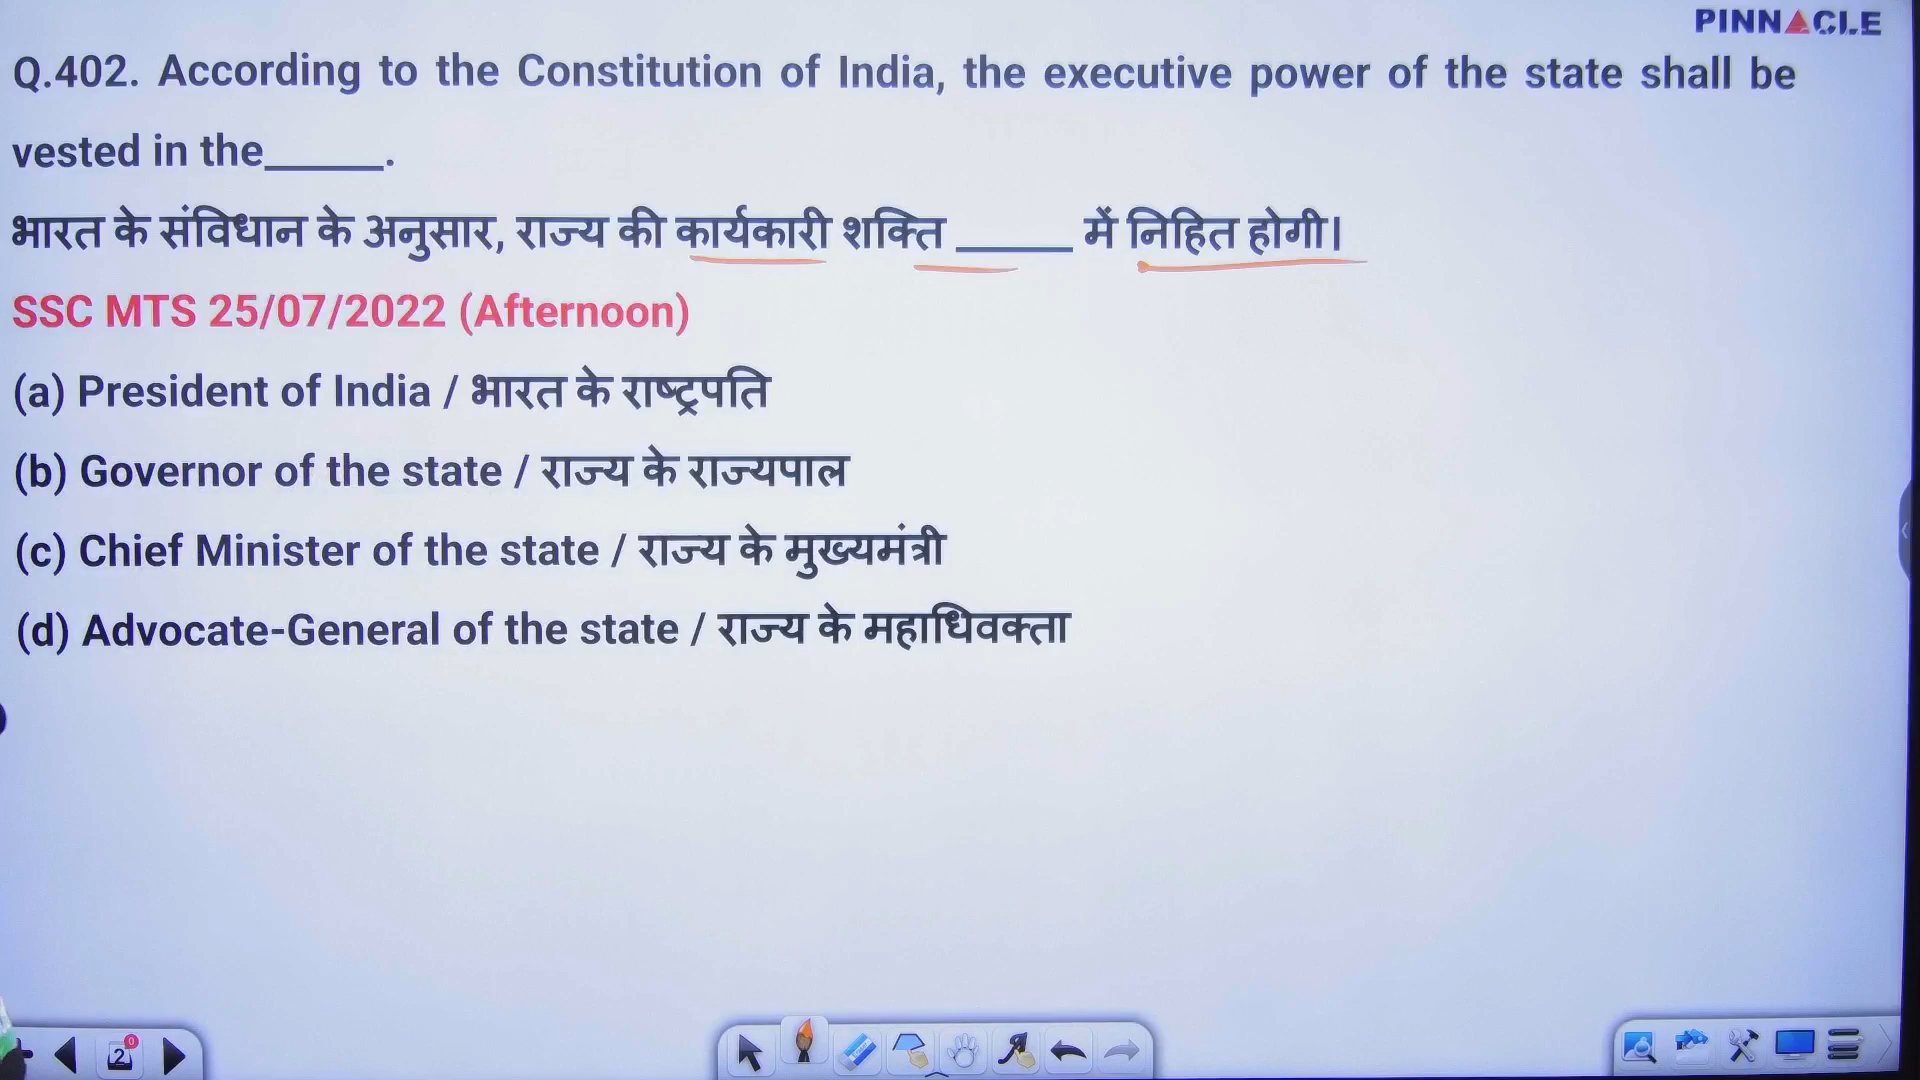 PINNACLE
Q.402. According to the Constitution of India, the executive power of the state shall be
vested in the______.
भारत के संविधान के अनुसार, राज्य की कार्यकारी शक्ति ______ में निहित होगी।
SSC MTS 25/07/2022 (Afternoon)
(a) President of India / भारत के राष्ट्रपति
(b) Governor of the state / राज्य के राज्यपाल
(c) Chief Minister of the state / राज्य के मुख्यमंत्री
(d) Advocate-General of the state / राज्य के महाधिवक्ता
2
0